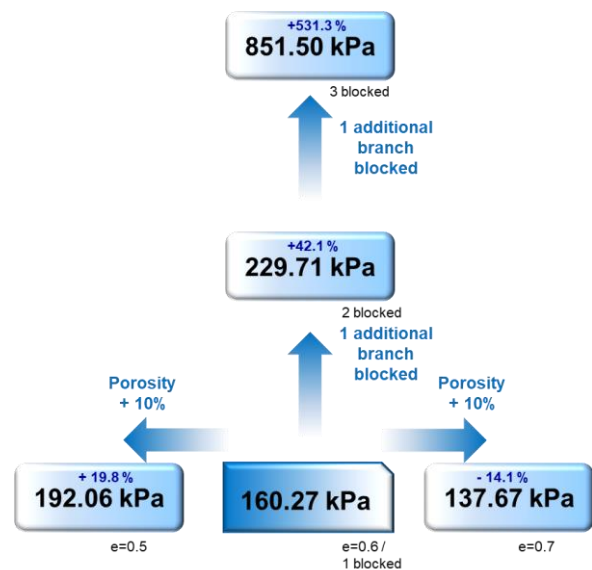 +531.3 %
851.50 kPa
3 blocked
1 additional
branch
blocked
+42.1 %
229.71 kPa
2 blocked
1 additional
branch
blocked
Porosity
+ 10%
Porosity
+ 10%
+ 19.8 %
192.06 kPa
160.27 kPa
- 14.1 %
137.67 kPa
e=0.5
e=0.6 /
1 blocked
e=0.7